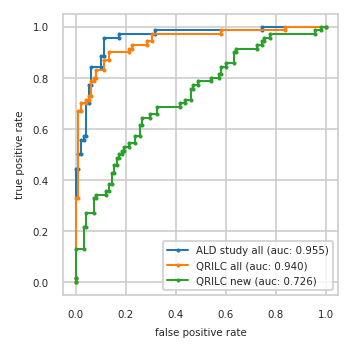 1.0
0.8
0.6
0.4
0.2
0.0
true positive rate
ALD study all (auc: 0.955)
QRILC all (auc: 0.940)
QRILC new (auc: 0.726)
0.0 0.2 0.4 0.6 0.8 1.0
false positive rate